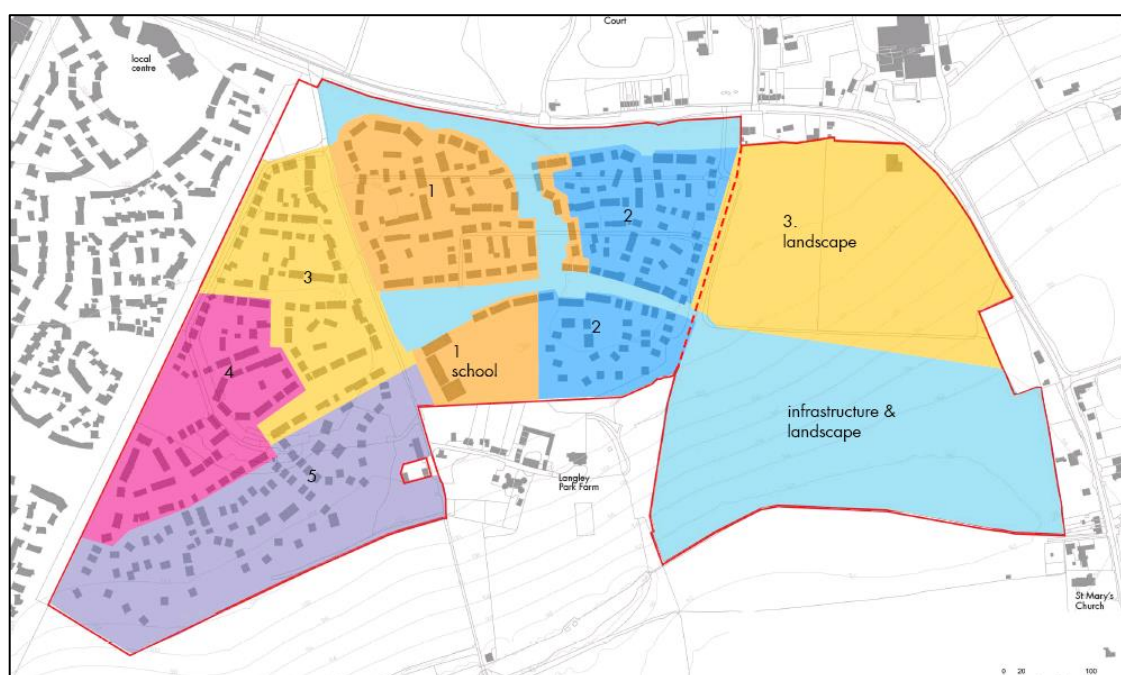 Court
local
centre
1
2
3.
landscape
3
2
1
school
4
infrastructure &
landscape
5
Langley
Park Farm
St Mary's
Church
0 20 100